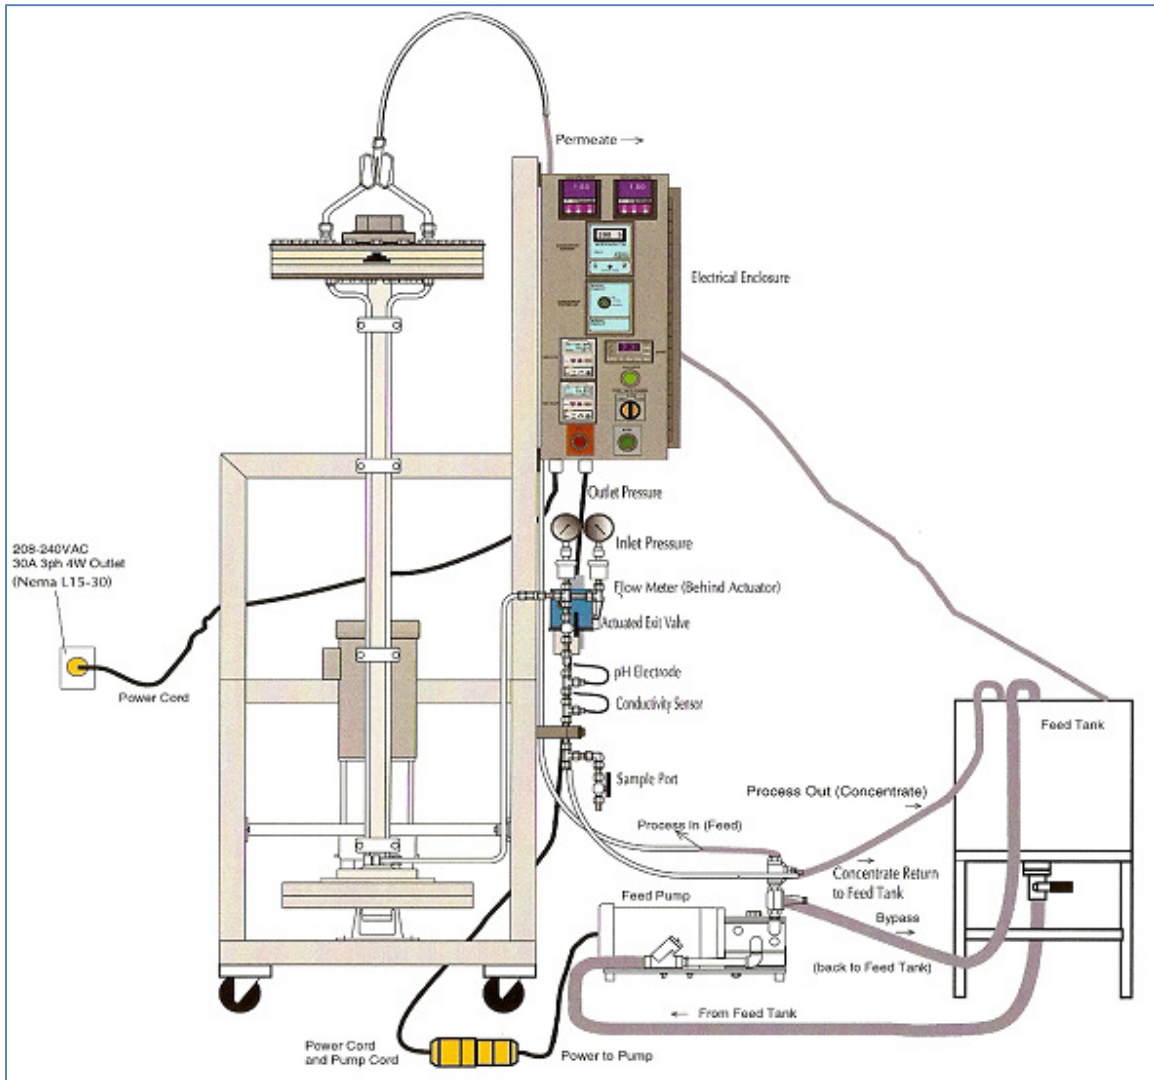 Permeate →
Electrical Enclosure
Outlet Pressure
Inlet Pressure
208-240VAC
30A 3ph 4W Outlet
(Nema L15-30)
Flow Meter (Behind Actuator)
Actuated Exit Valve
pH Electrode
Power Cord
Conductivity Sensor
Feed Tank
Sample Port
Process Out (Concentrate)
Process In (Feed)
Concentrate Return
to Feed Tank
Feed Pump
Bypass
(back to Feed Tank)
From Feed Tank
Power Cord
and Pump Cord
Power to Pump